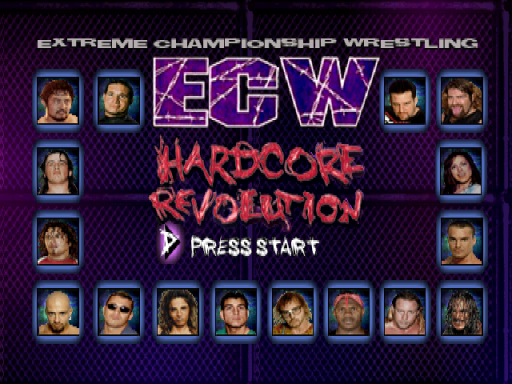 EXTREME CHAMPIONSHIP WRESTLING
ECW
HARDCORE
REVOLUTION
PRESS START